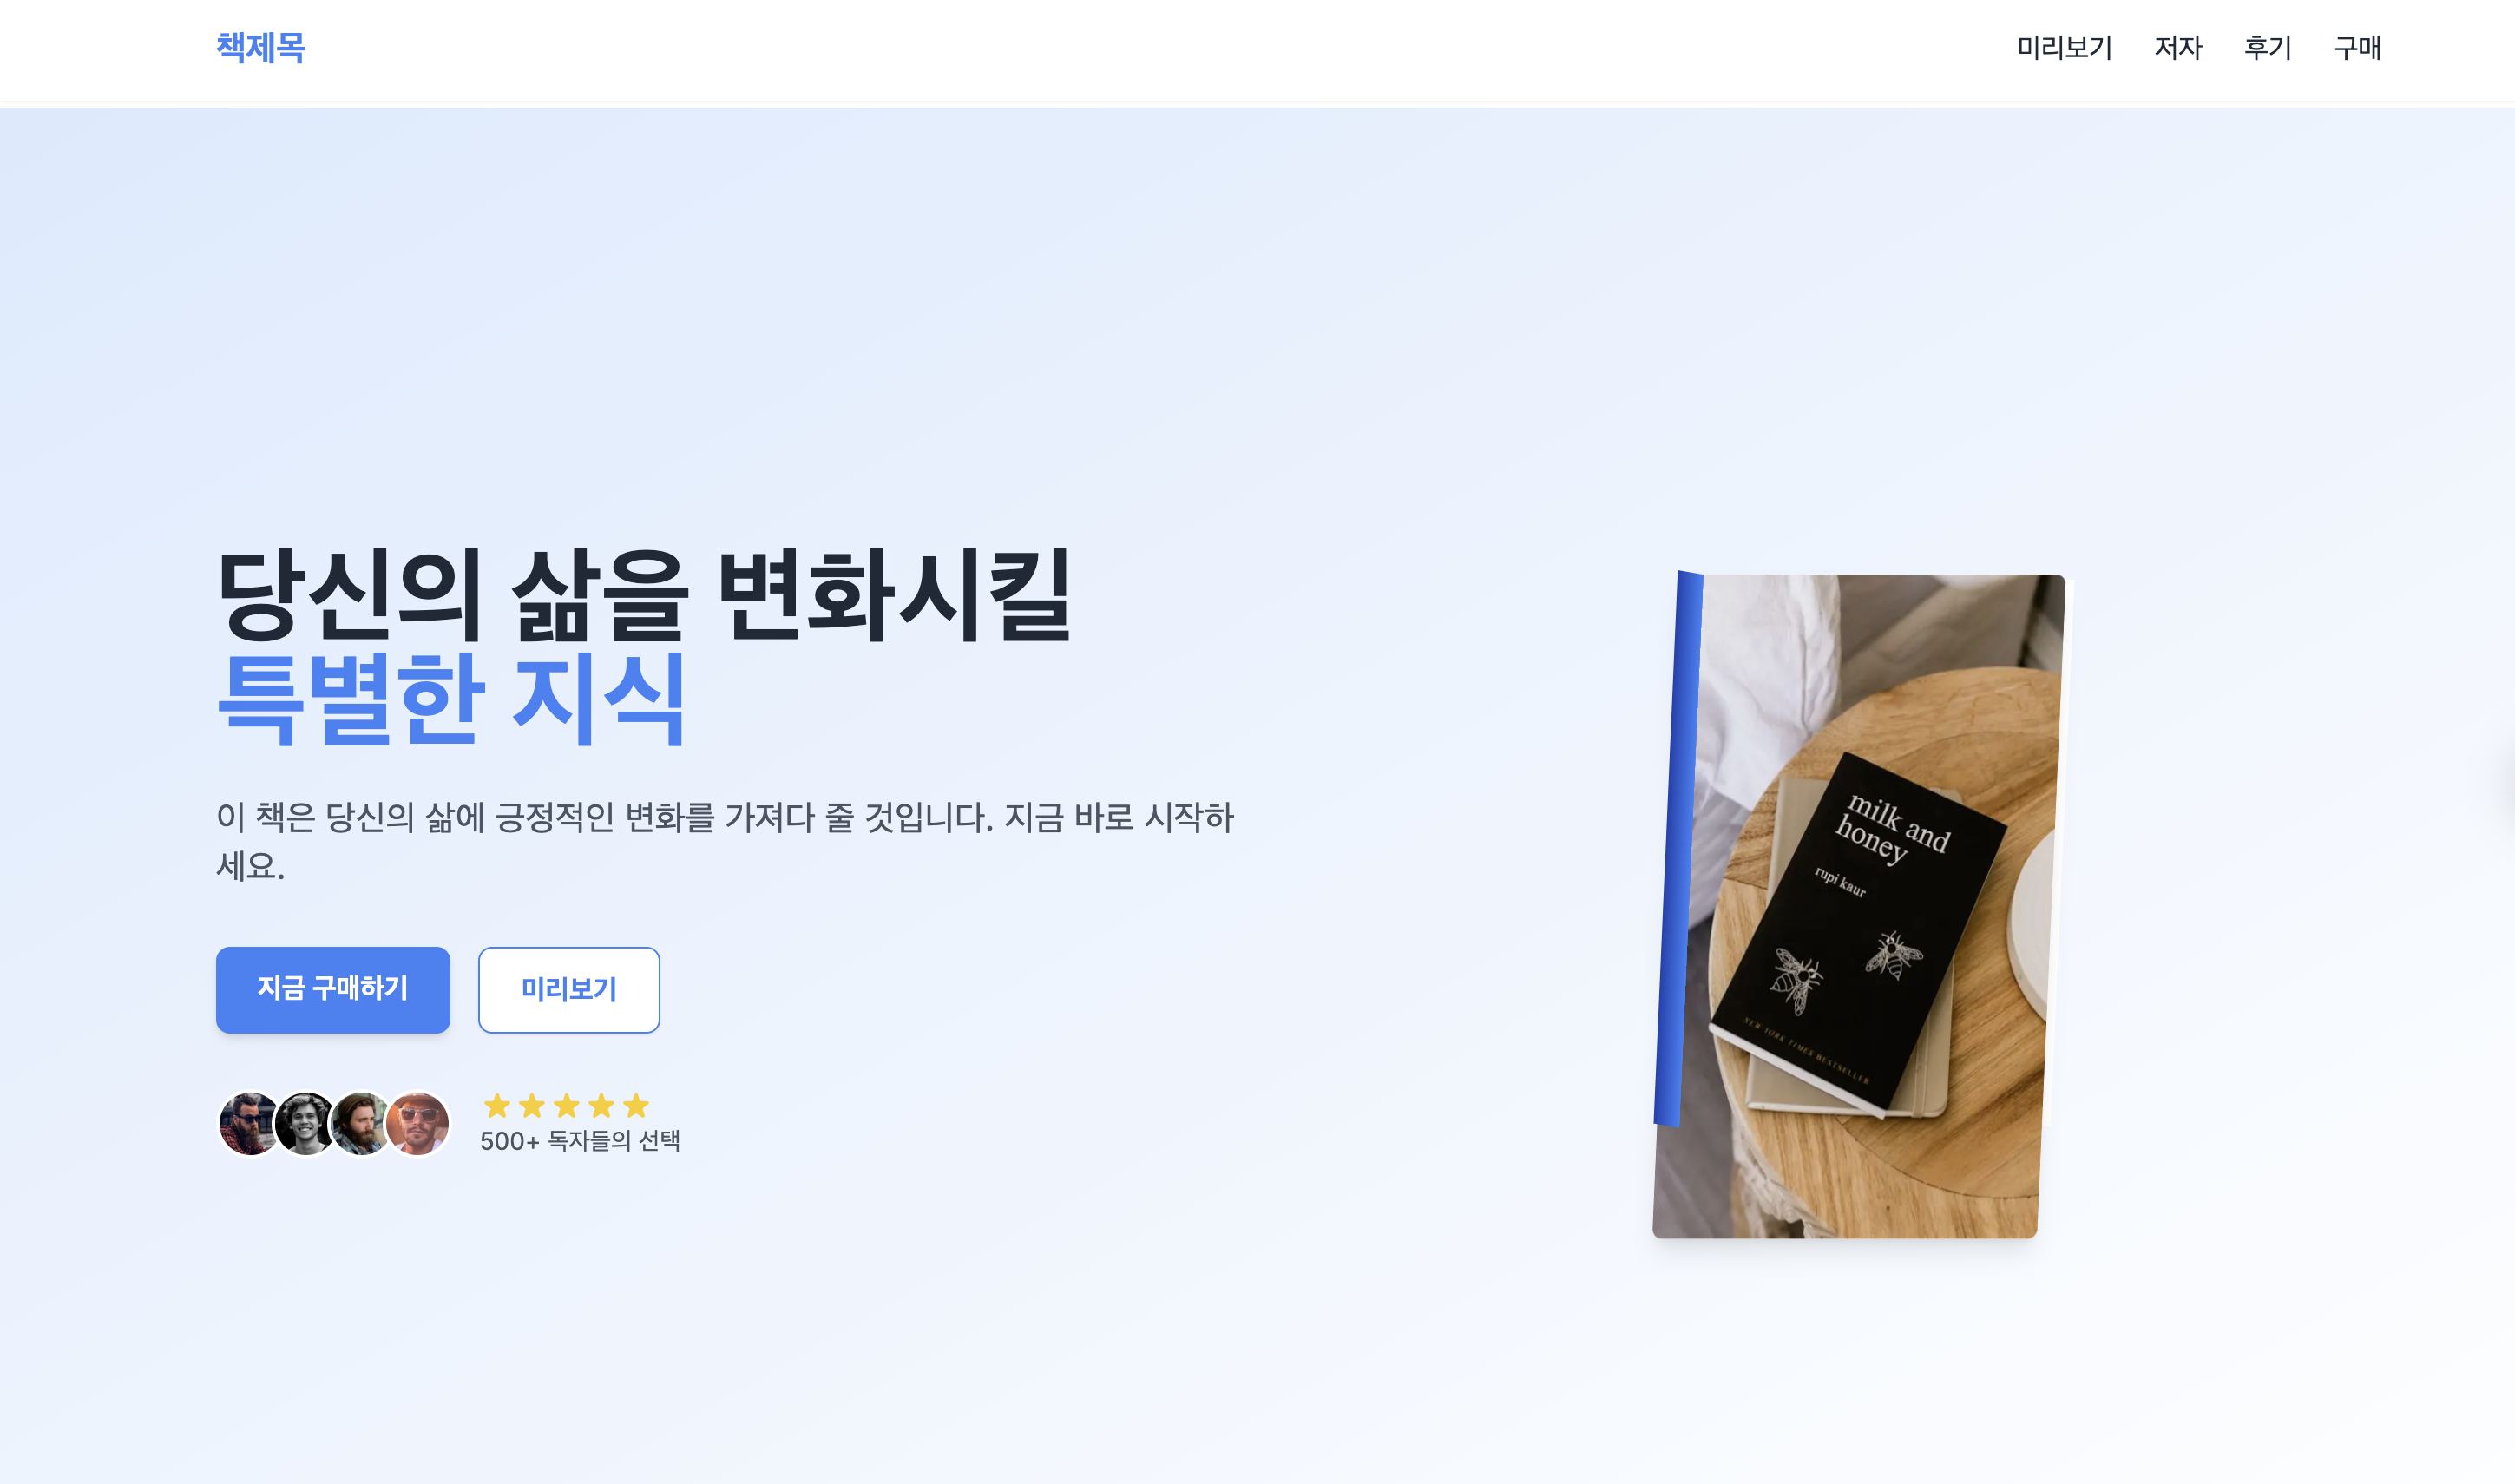 책제목
미리보기 저자 후기 구매
당신의 삶을 변화시킬
특별한 지식
이 책은 당신의 삶에 긍정적인 변화를 가져다 줄 것입니다. 지금 바로 시작하
세요.
지금 구매하기 미리보기
500+ 독자들의 선택
milk and
honey
rupi kaur
NEW YORK TIMES BESTSELLER